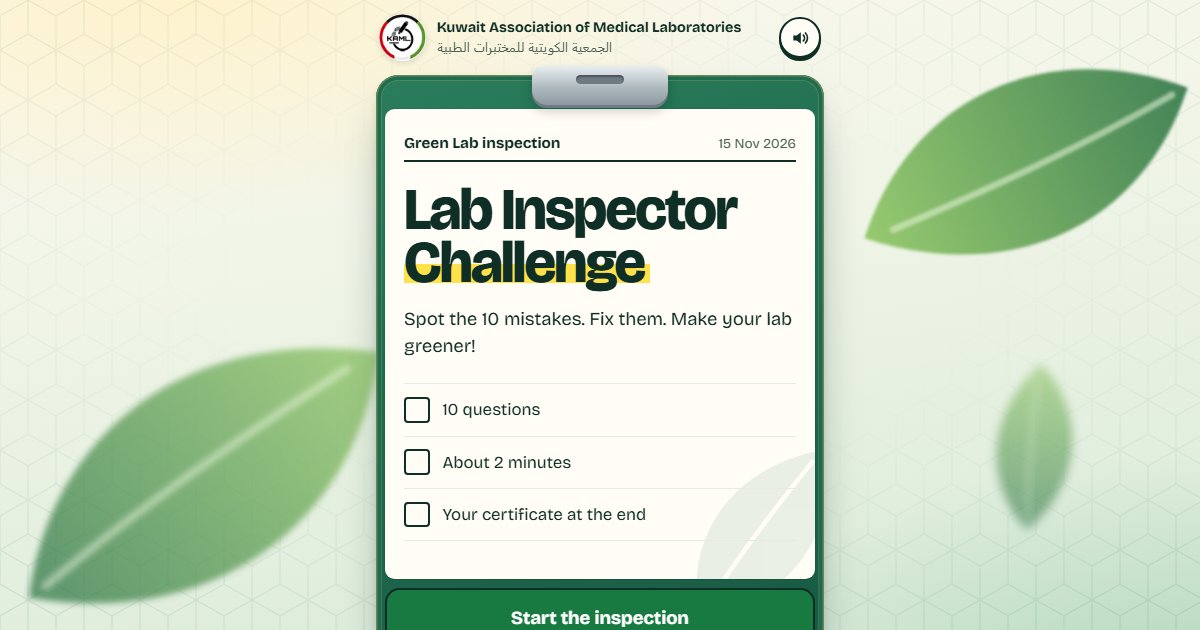 KAML
Kuwait Association of Medical Laboratories
الجمعية الكويتية للمختبرات الطبية
Green Lab inspection
15 Nov 2026
Lab Inspector
Challenge
Spot the 10 mistakes. Fix them. Make your lab
greener!
10 questions
About 2 minutes
Your certificate at the end
Start the inspection